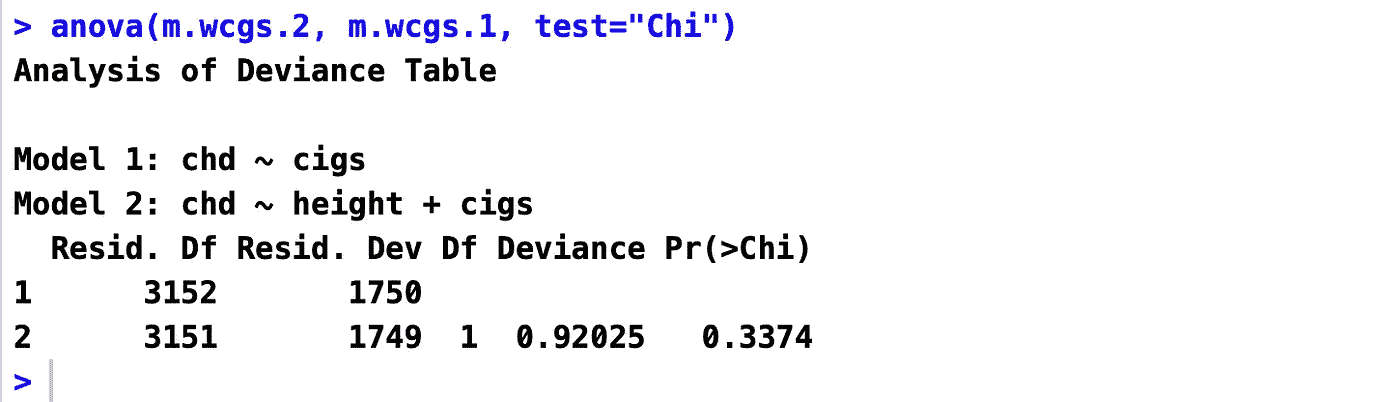 > anova(m.wcgs.2, m.wcgs.1, test="Chi")
Analysis of Deviance Table

Model 1: chd ~ cigs
Model 2: chd ~ height + cigs
  Resid. Df Resid. Dev Df Deviance Pr(>Chi)
1      3152       1750
2      3151       1749  1  0.92025   0.3374
>